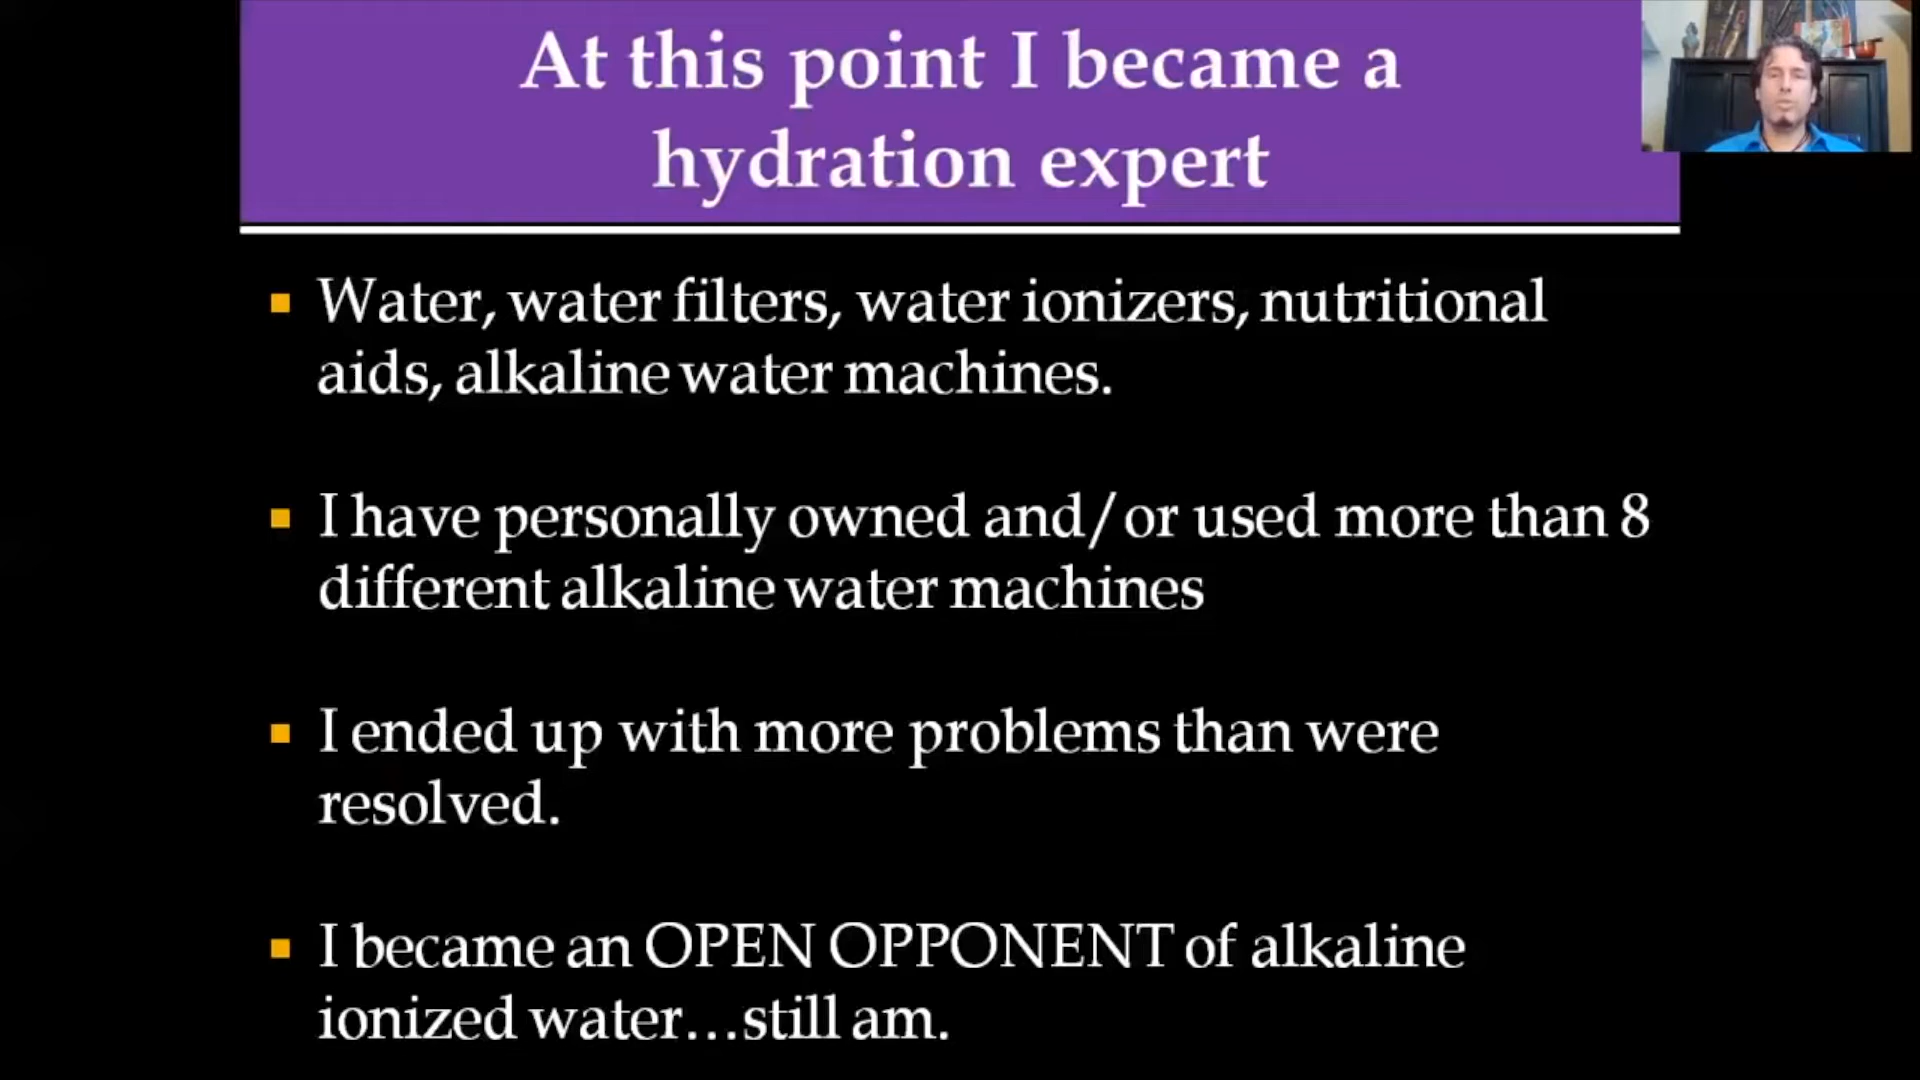 At this point I became a
hydration expert
Water, water filters, water ionizers, nutritional
aids, alkaline water machines.
I have personally owned and/or used more than 8
different alkaline water machines
I ended up with more problems than were
resolved.
I became an OPEN OPPONENT of alkaline
ionized water...still am.